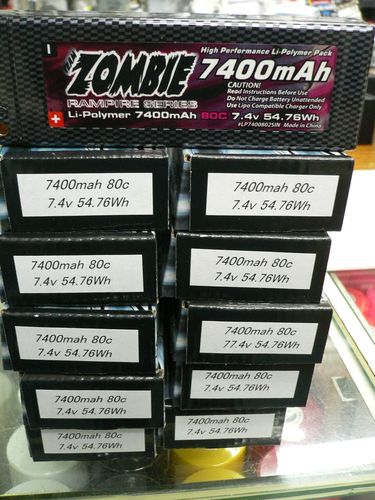 ZOMBIE
RAMPIRE SERIES
Li-Polymer 7400mAh 80C 7.4v 54.76Wh
High Performance Li-Polymer Pack
7400mAh
CAUTION!
Read Instructions Before Use
Do Not Charge Battery Unattended
Use Lipo Compatible Charger Only
#LP7400802SIN Made in China
7400mah 80c
7.4v 54.76Wh
7400mah 80c
7.4v 54.76Wh
7400mah 80c
7.4v 54.76Wh
7400mah 80c
7.4v 54.76Wh
7400mah 80c
7.4v 54.76Wh
7400mah 80c
77.4v 54.76Wh
7400mah 80c
7.4v 54.76Wh
7400mah 80c
7.4v 54.76Wh
7400mah 80c
7.4v 54.76Wh
7400mah 80c
7.4v 54.76Wh